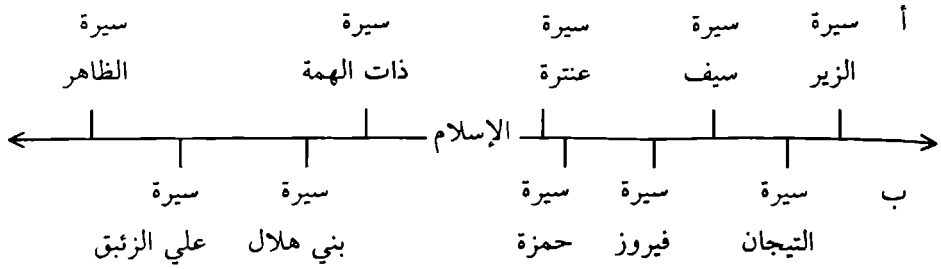 أ سيرة سيرة سيرة سيرة سيرة
الزير سيف عنترة ذات الهمة الظاهر
الإسلام
ب سيرة سيرة سيرة سيرة سيرة
التيجان فيروز حمزة بني هلال علي الزئبق